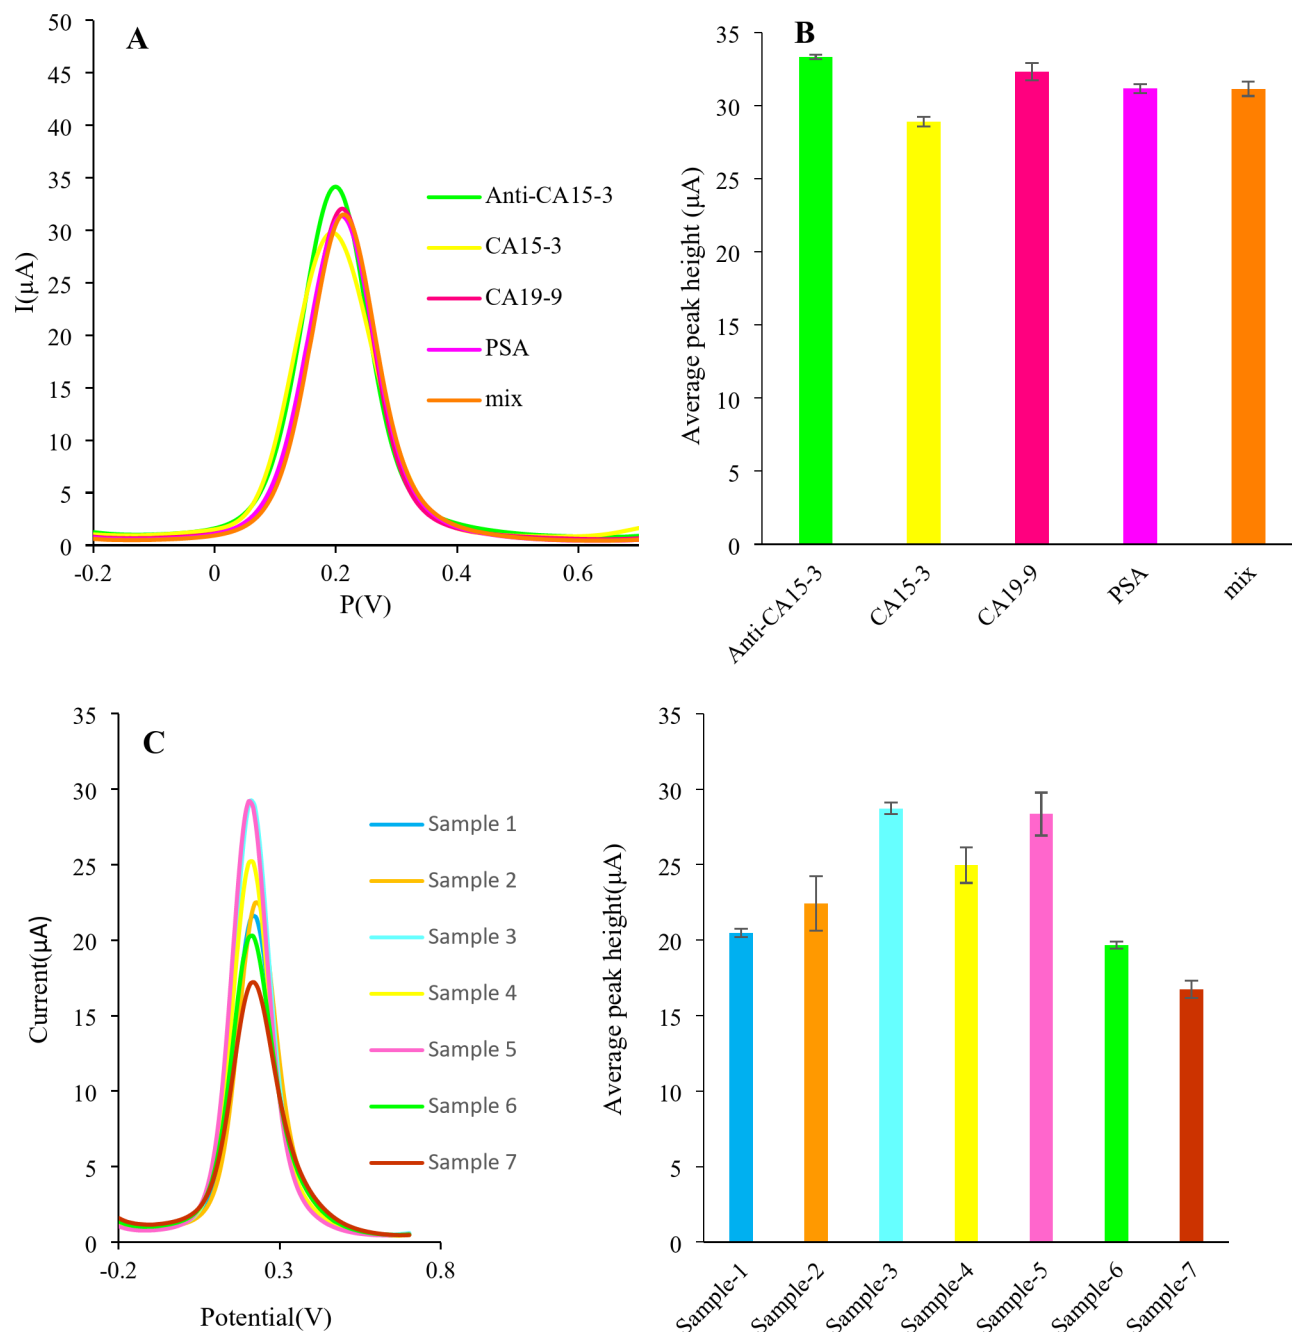 A
50
45
40
35
30
25
20
15
10
5
0
-0.2
0
0.2
0.4
0.6
I(µA)
P(V)
Anti-CA15-3
CA15-3
CA19-9
PSA
mix
B
35
30
25
20
15
10
5
0
Average peak height (µA)
Anti-CA15-3
CA15-3
CA19-9
PSA
mix
C
35
30
25
20
15
10
5
0
-0.2
0.3
0.8
Current(µA)
Potential(V)
Sample 1
Sample 2
Sample 3
Sample 4
Sample 5
Sample 6
Sample 7
35
30
25
20
15
10
5
0
Average peak height(µA)
Sample-1
Sample-2
Sample-3
Sample-4
Sample-5
Sample-6
Sample-7